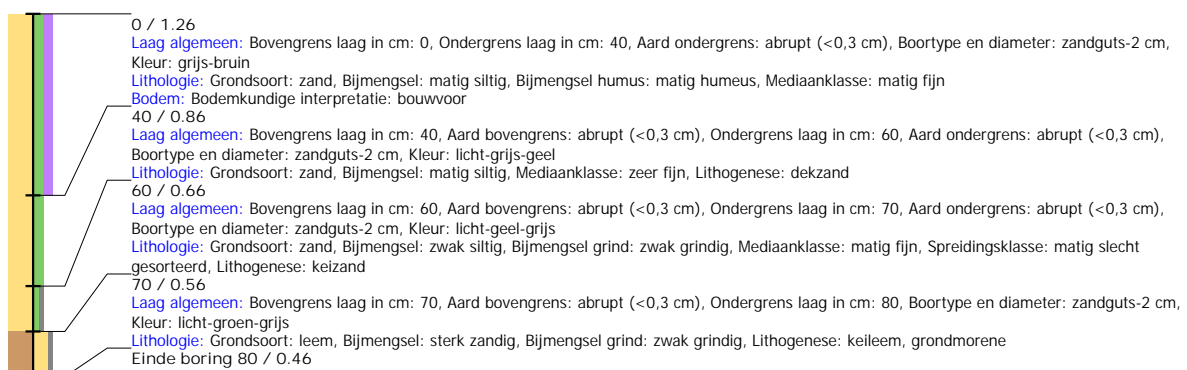 0 / 1.26
Laag algemeen: Bovengrens laag in cm: 0, Ondergrens laag in cm: 40, Aard ondergrens: abrupt (<0,3 cm), Boortype en diameter: zandguts-2 cm,
Kleur: grijs-bruin
Lithologie: Grondsoort: zand, Bijmengsel: matig siltig, Bijmengsel humus: matig humeus, Mediaanklasse: matig fijn
Bodem: Bodemkundige interpretatie: bouwvoor
40 / 0.86
Laag algemeen: Bovengrens laag in cm: 40, Aard bovengrens: abrupt (<0,3 cm), Ondergrens laag in cm: 60, Aard ondergrens: abrupt (<0,3 cm),
Boortype en diameter: zandguts-2 cm, Kleur: licht-grijs-geel
Lithologie: Grondsoort: zand, Bijmengsel: matig siltig, Mediaanklasse: zeer fijn, Lithogenese: dekzand
60 / 0.66
Laag algemeen: Bovengrens laag in cm: 60, Aard bovengrens: abrupt (<0,3 cm), Ondergrens laag in cm: 70, Aard ondergrens: abrupt (<0,3 cm),
Boortype en diameter: zandguts-2 cm, Kleur: licht-geel-grijs
Lithologie: Grondsoort: zand, Bijmengsel: zwak siltig, Bijmengsel grind: zwak grindig, Mediaanklasse: matig fijn, Spreidingsklasse: matig slecht
gesorteerd, Lithogenese: keizand
70 / 0.56
Laag algemeen: Bovengrens laag in cm: 70, Aard bovengrens: abrupt (<0,3 cm), Ondergrens laag in cm: 80, Boortype en diameter: zandguts-2 cm,
Kleur: licht-groen-grijs
Lithologie: Grondsoort: leem, Bijmengsel: sterk zandig, Bijmengsel grind: zwak grindig, Lithogenese: keileem, grondmorene
Einde boring 80 / 0.46